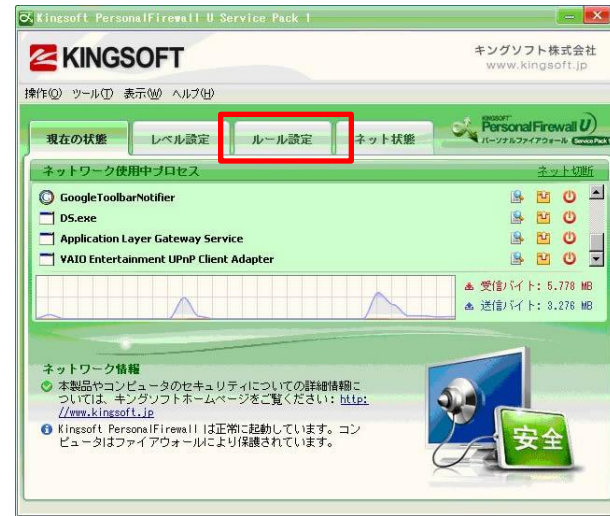 Kingsoft PersonalFirewall U Service Pack 1
KINGSOFT
キングソフト株式会社
www.kingsoft.jp
操作(O) ツール(T) 表示(W) ヘルプ(H)
現在の状態 レベル設定 ルール設定 ネット状態
KINGSOFT
PersonalFirewall U
パーソナルファイアウォール Service Pack 1
ネットワーク使用中プロセス ネット切断
GoogleToolbarNotifier
DS.exe
Application Layer Gateway Service
VAIO Entertainment UPnP Client Adapter
受信バイト: 5.778 MB
送信バイト: 3.276 MB
ネットワーク情報
本製品やコンピュータのセキュリティについての詳細情報に
ついては、キングソフトホームページをご覧ください: http:
//www.kingsoft.jp
Kingsoft PersonalFirewall は正常に起動しています。コン
ピュータはファイアウォールにより保護されています。
安全